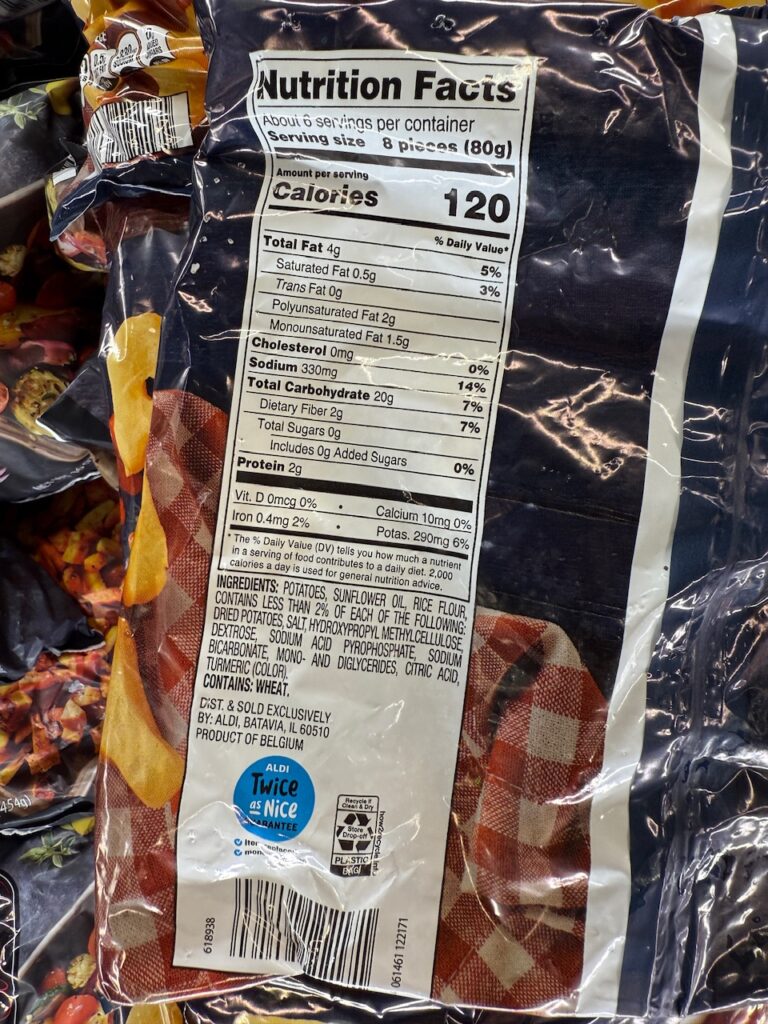 Nutrition Facts
About 6 servings per container
Serving size 8 pieces (80g)
Amount per serving
Calories 120
% Daily Value*
Total Fat 4g 5%
Saturated Fat 0.5g 3%
Trans Fat 0g
Polyunsaturated Fat 2g
Monounsaturated Fat 1.5g
Cholesterol 0mg 0%
Sodium 330mg 14%
Total Carbohydrate 20g 7%
Dietary Fiber 2g 7%
Total Sugars 0g
Includes 0g Added Sugars 0%
Protein 2g
Vit. D 0mcg 0% • Calcium 10mg 0%
Iron 0.4mg 2% • Potas. 290mg 6%
* The % Daily Value (DV) tells you how much a nutrient
in a serving of food contributes to a daily diet. 2,000
calories a day is used for general nutrition advice.
INGREDIENTS: POTATOES, SUNFLOWER OIL, RICE FLOUR,
CONTAINS LESS THAN 2% OF EACH OF THE FOLLOWING:
DRIED POTATOES, SALT, HYDROXYPROPYL METHYLCELLULOSE,
DEXTROSE, SODIUM ACID PYROPHOSPHATE, SODIUM
BICARBONATE, MONO- AND DIGLYCERIDES, CITRIC ACID,
TURMERIC (COLOR).
CONTAINS: WHEAT.
DIST. & SOLD EXCLUSIVELY
BY: ALDI, BATAVIA, IL 60510
PRODUCT OF BELGIUM
ALDI
Twice
as Nice
Recycle if
Clean & Dry
Store
Drop-off
PLASTIC
BAG
how2recycle.info
618938
061461 122171
454g)